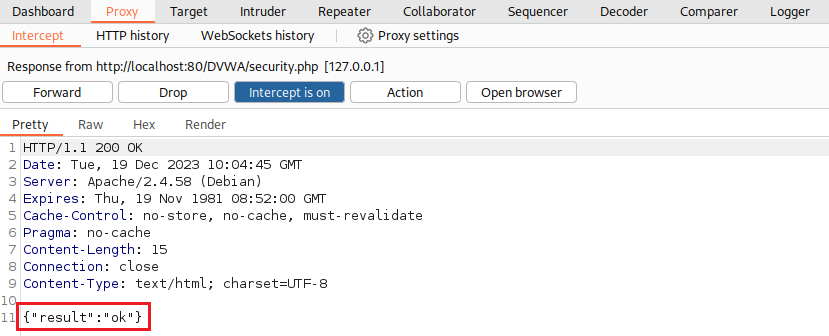 Dashboard Proxy Target Intruder Repeater Collaborator Sequencer Decoder Comparer Logger
Intercept HTTP history WebSockets history Proxy settings
Response from http://localhost:80/DVWA/security.php [127.0.0.1]
Forward Drop Intercept is on Action Open browser
Pretty Raw Hex Render
1 HTTP/1.1 200 OK
2 Date: Tue, 19 Dec 2023 10:04:45 GMT
3 Server: Apache/2.4.58 (Debian)
4 Expires: Thu, 19 Nov 1981 08:52:00 GMT
5 Cache-Control: no-store, no-cache, must-revalidate
6 Pragma: no-cache
7 Content-Length: 15
8 Connection: close
9 Content-Type: text/html; charset=UTF-8
10
11 {"result":"ok"}